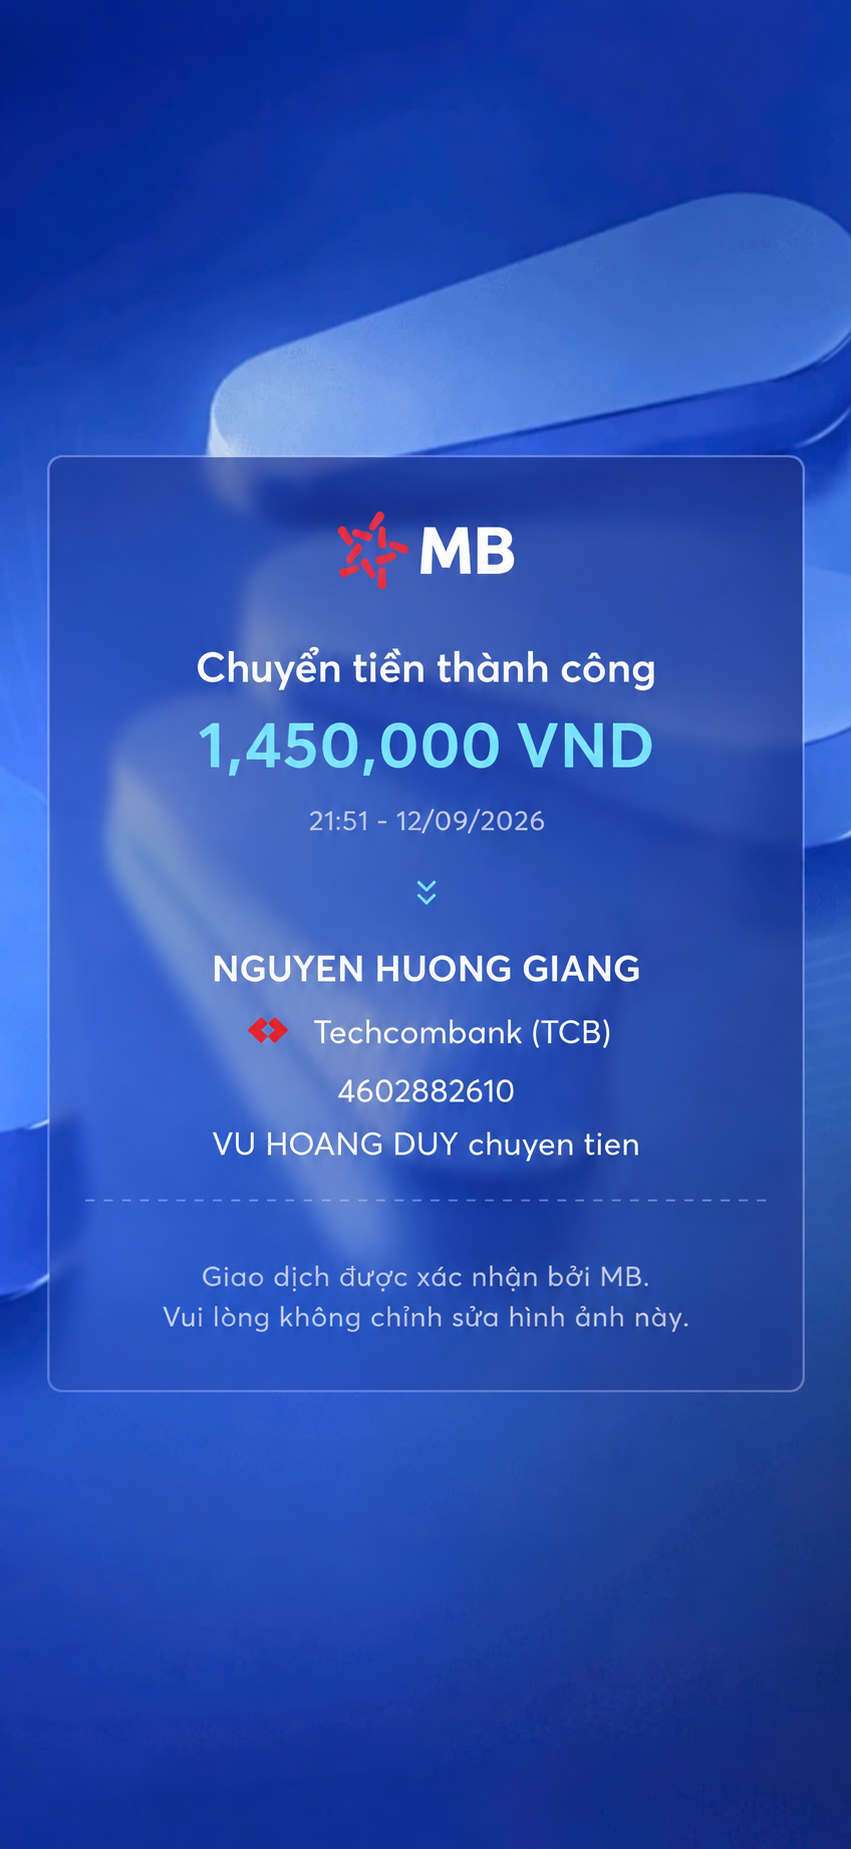 MB
Chuyển tiền thành công
1,450,000 VND
21:51 - 12/09/2026
NGUYEN HUONG GIANG
Techcombank (TCB)
4602882610
VU HOANG DUY chuyen tien
Giao dịch được xác nhận bởi MB.
Vui lòng không chỉnh sửa hình ảnh này.